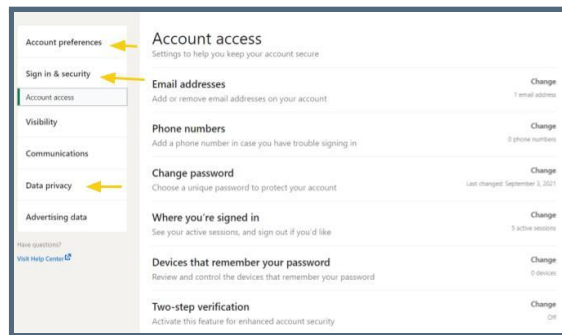 Account preferences
Sign in & security
Account access
Visibility
Communications
Data privacy
Advertising data
Have questions?
Visit Help Center
Account access
Settings to help you keep your account secure
Email addresses
Change
Add or remove email addresses on your account
1 email address
Phone numbers
Change
Add a phone number in case you have trouble signing in
0 phone numbers
Change password
Change
Choose a unique password to protect your account
Last changed: September 3, 2021
Where you're signed in
Change
See your active sessions, and sign out if you'd like
5 active sessions
Devices that remember your password
Change
Review and control the devices that remember your password
0 devices
Two-step verification
Change
Activate this feature for enhanced account security
Off